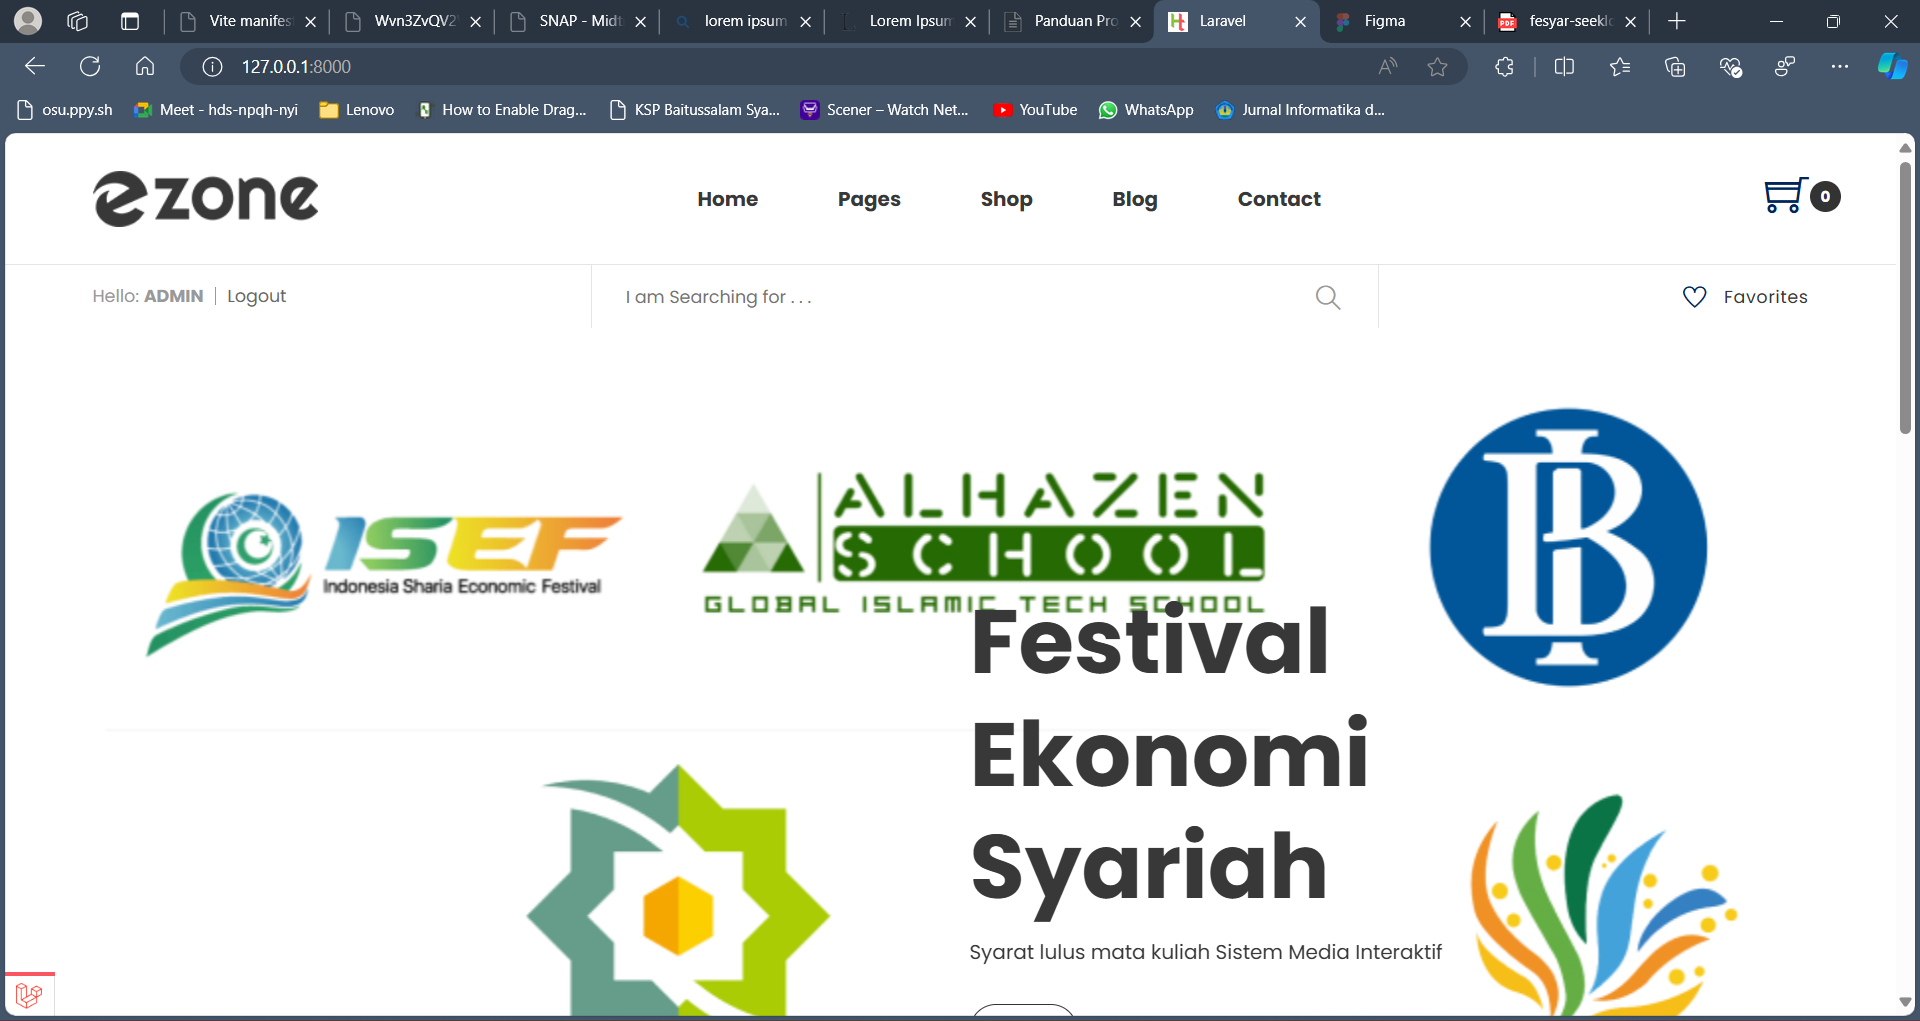 Vite manifes
Wvn3ZvQV2
SNAP - Midt
lorem ipsum
Lorem Ipsum
Panduan Pro
Laravel
Figma
fesyar-seekl
127.0.0.1:8000
osu.ppy.sh
Meet - hds-npqh-nyi
Lenovo
How to Enable Drag...
KSP Baitussalam Sya...
Scener – Watch Net...
YouTube
WhatsApp
Jurnal Informatika d...
ezone
Home
Pages
Shop
Blog
Contact
0
Hello: ADMIN | Logout
I am Searching for . . .
Favorites
ISEF
Indonesia Sharia Economic Festival
ALHAZEN
SCHOOL
GLOBAL ISLAMIC TECH SCHOOL
Festival
Ekonomi
Syariah
Syarat lulus mata kuliah Sistem Media Interaktif